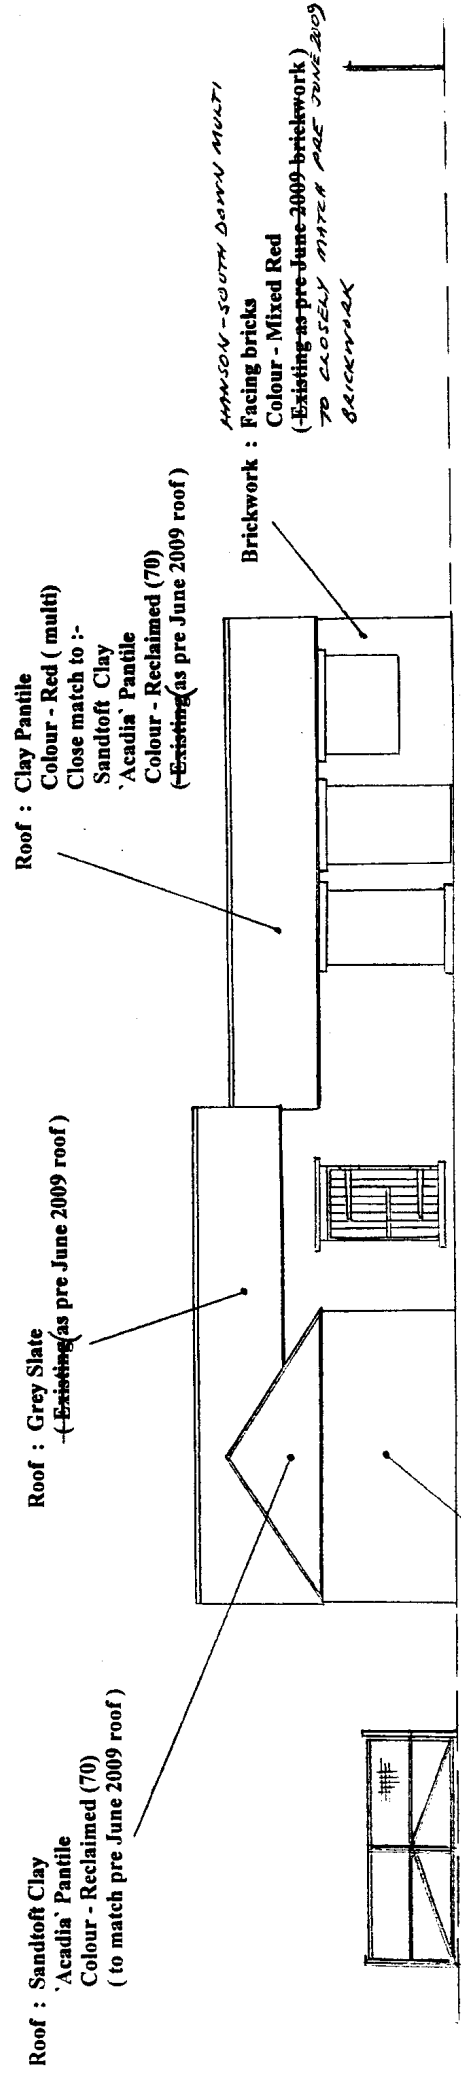 Roof : Sandtoft Clay
`Acadia` Pantile
Colour - Reclaimed (70)
( to match pre June 2009 roof )
Roof : Grey Slate
( Existing (as pre June 2009 roof )
Roof : Clay Pantile
Colour - Red ( multi)
Close match to :-
Sandtoft Clay
`Acadia` Pantile
Colour - Reclaimed (70)
( Existing (as pre June 2009 roof )
HANSON - SOUTH DOWN MULTI
Brickwork : Facing bricks
Colour - Mixed Red
( Existing as pre June 2009 brickwork )
TO CLOSELY MATCH PRE JUNE 2009
BRICKWORK